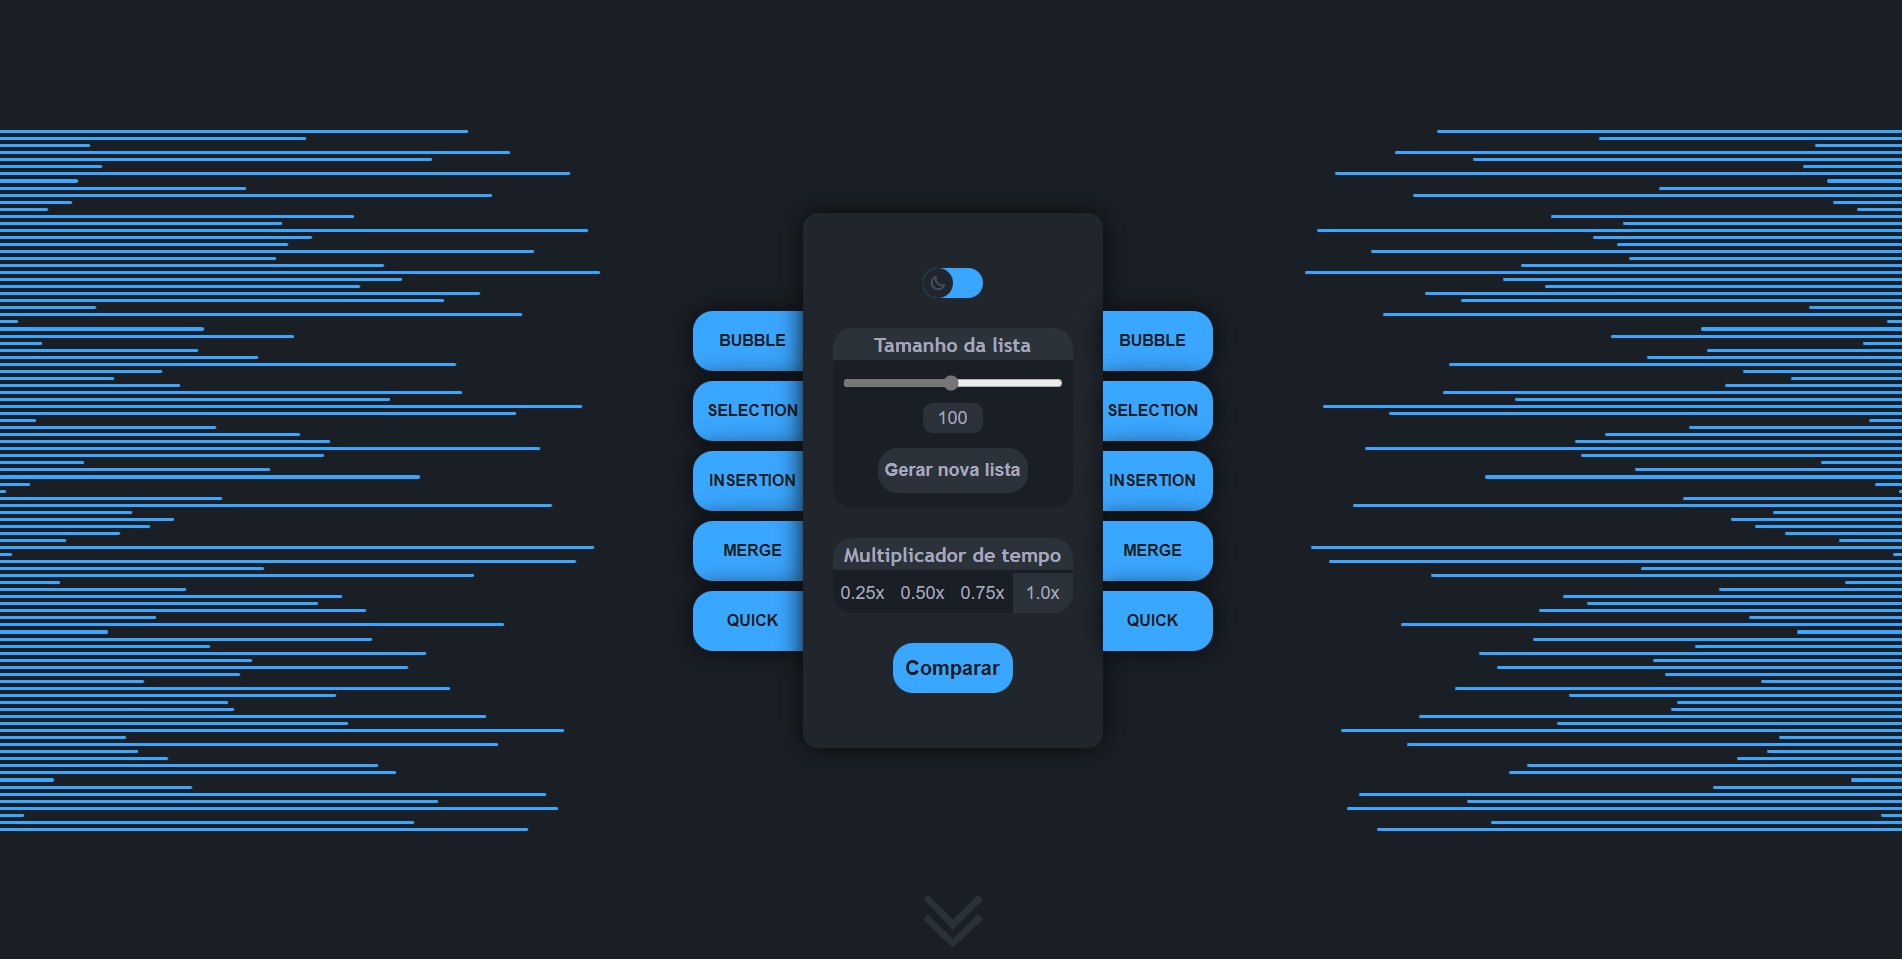 Tamanho da lista
100
Gerar nova lista
Multiplicador de tempo
0.25x 0.50x 0.75x 1.0x
Comparar
BUBBLE
SELECTION
INSERTION
MERGE
QUICK
BUBBLE
SELECTION
INSERTION
MERGE
QUICK